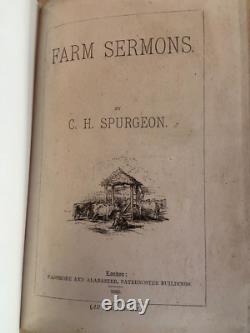 FARM SERMONS.
BY
C. H. SPURGEON.
London:
PASSMORE AND ALABASTER, PATERNOSTER BUILDINGS.